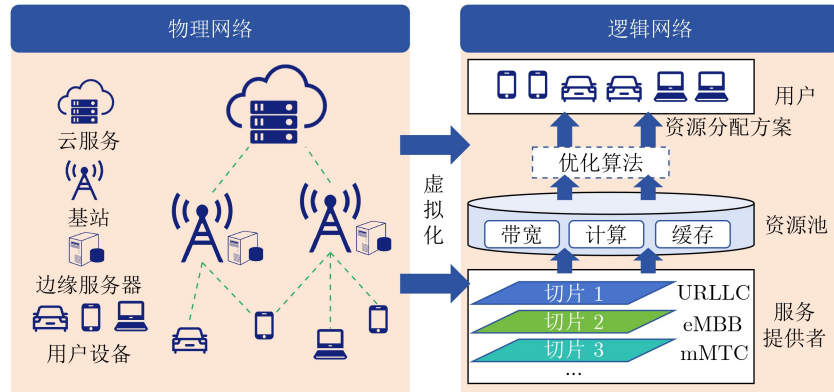 物理网络
云服务
基站
边缘服务器
用户设备
虚
拟
化
逻辑网络
用户
资源分配方案
优化算法
带宽
计算
缓存
资源池
切片 1
URLLC
切片 2
eMBB
切片 3
mMTC
...
服务
提供者